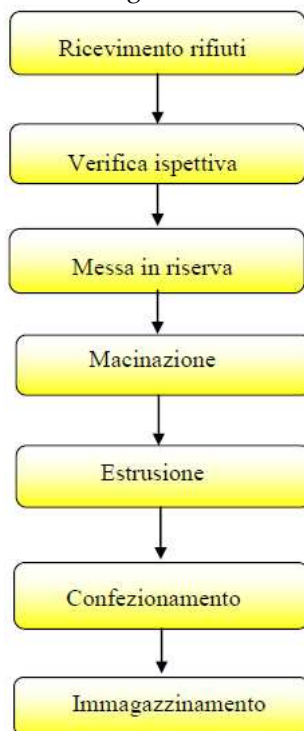 Ricevimento rifiuti
Verifica ispettiva
Messa in riserva
Macinazione
Estrusione
Confezionamento
Immagazzinamento